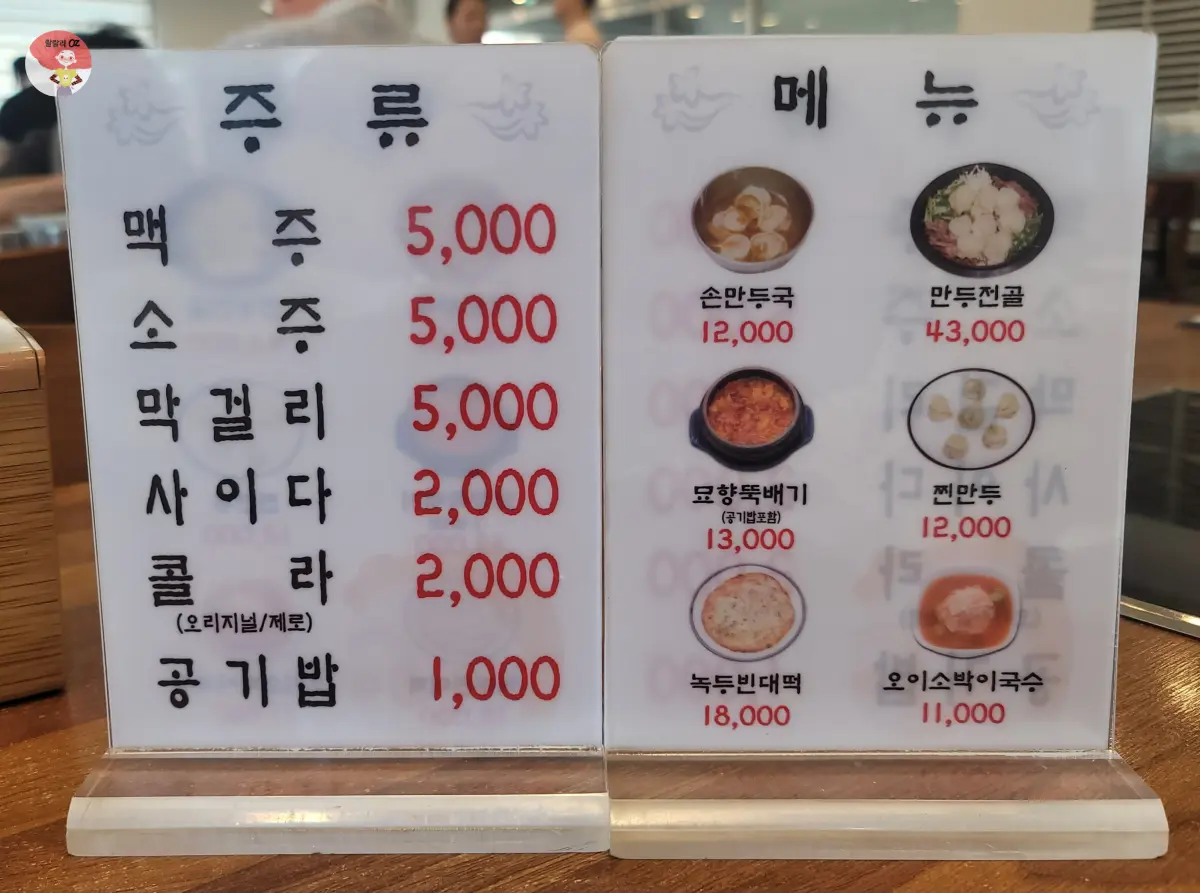 OZ
주류
맥주 5,000
소주 5,000
막걸리 5,000
사이다 2,000
콜라 2,000
(오리지널/제로)
공기밥 1,000
메뉴
손만두국
12,000
만두전골
43,000
묘향뚝배기
(공기밥포함)
13,000
찐만두
12,000
녹두빈대떡
18,000
오이소박이국수
11,000